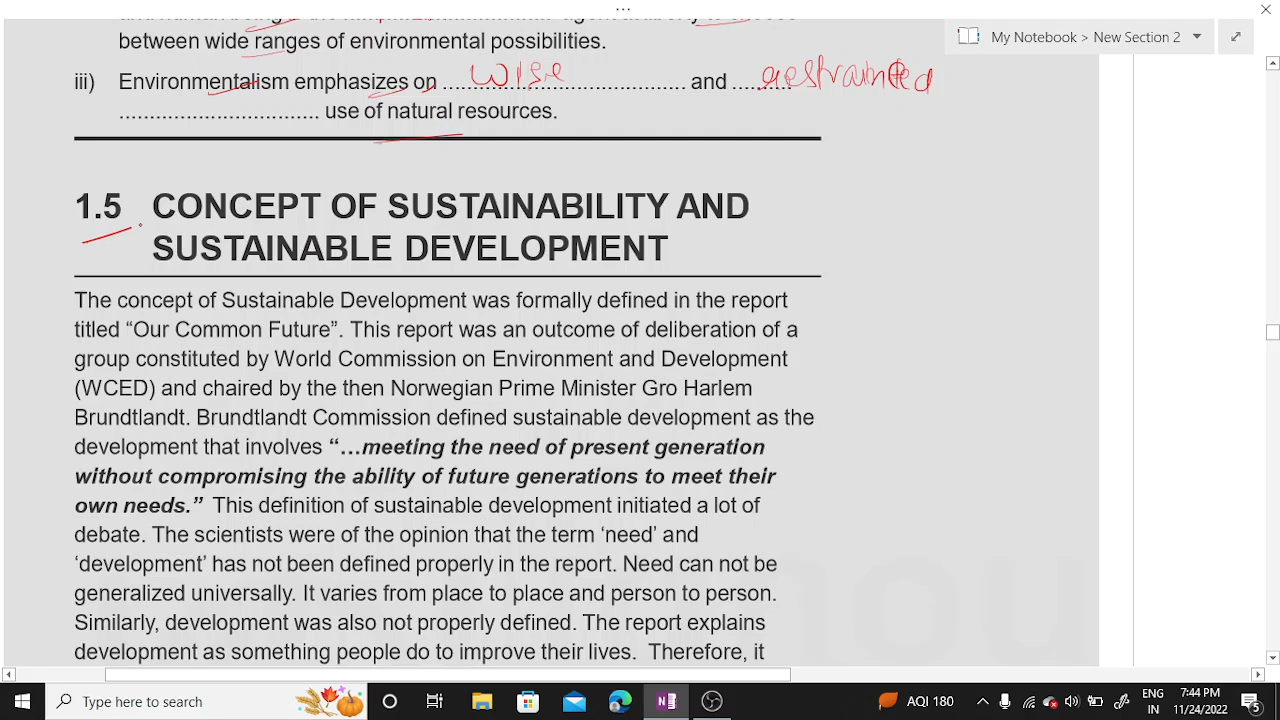 ...
My Notebook > New Section 2
between wide ranges of environmental possibilities.
iii) Environmentalism emphasizes on wise and restrainted
use of natural resources.
1.5 CONCEPT OF SUSTAINABILITY AND
SUSTAINABLE DEVELOPMENT
The concept of Sustainable Development was formally defined in the report
titled “Our Common Future”. This report was an outcome of deliberation of a
group constituted by World Commission on Environment and Development
(WCED) and chaired by the then Norwegian Prime Minister Gro Harlem
Brundtlandt. Brundtlandt Commission defined sustainable development as the
development that involves “…meeting the need of present generation
without compromising the ability of future generations to meet their
own needs.” This definition of sustainable development initiated a lot of
debate. The scientists were of the opinion that the term ‘need’ and
‘development’ has not been defined properly in the report. Need can not be
generalized universally. It varies from place to place and person to person.
Similarly, development was also not properly defined. The report explains
development as something people do to improve their lives. Therefore, it
Type here to search
AQI 180
ENG
IN
7:44 PM
11/24/2022
5